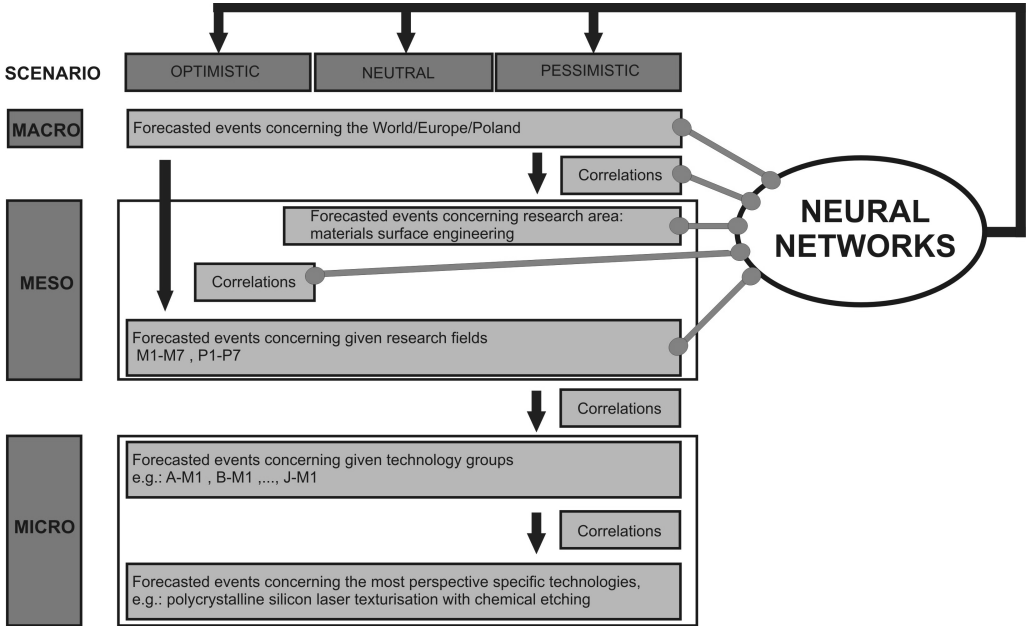 SCENARIO
OPTIMISTIC
NEUTRAL
PESSIMISTIC
MACRO
Forecasted events concerning the World/Europe/Poland
Correlations
NEURAL
NETWORKS
MESO
Forecasted events concerning research area:
materials surface engineering
Correlations
Forecasted events concerning given research fields
M1-M7 , P1-P7
Correlations
MICRO
Forecasted events concerning given technology groups
e.g.: A-M1 , B-M1 ,..., J-M1
Correlations
Forecasted events concerning the most perspective specific technologies,
e.g.: polycrystalline silicon laser texturisation with chemical etching